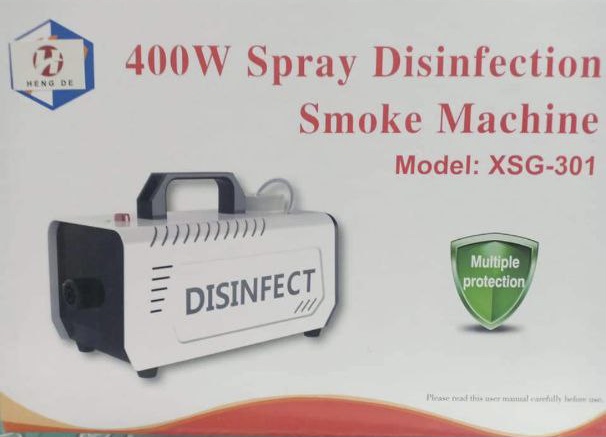 HENG DE
400W Spray Disinfection
Smoke Machine
Model: XSG-301
Multiple
protection
DISINFECT
Please read this user manual carefully before use.